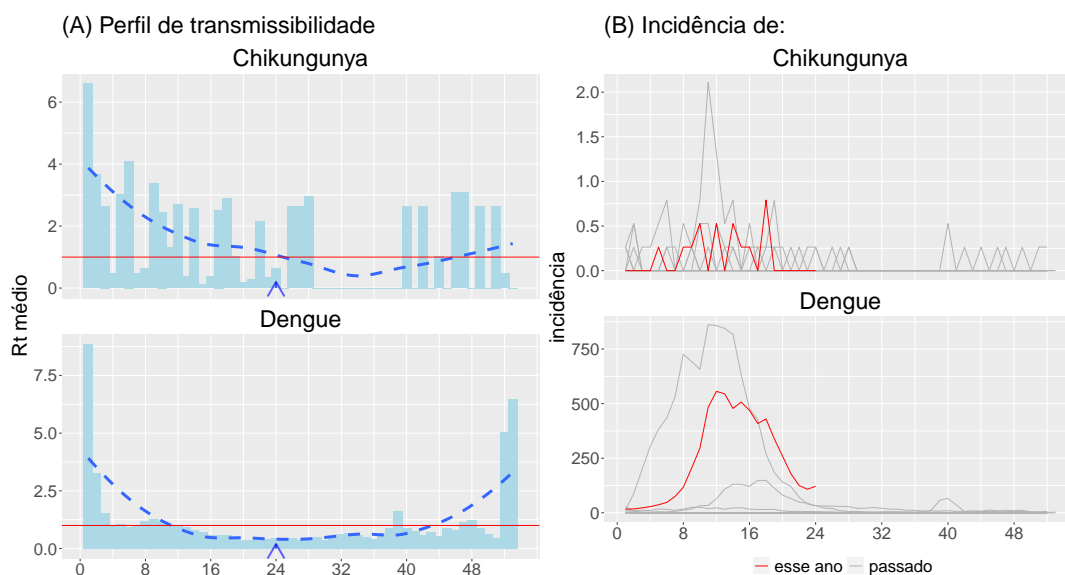 (A) Perfil de transmissibilidade
Chikungunya
6
4
2
0
Dengue
7.5
5.0
2.5
0.0
0 8 16 24 32 40 48
Rt médio
(B) Incidência de:
Chikungunya
2.0
1.5
1.0
0.5
0.0
Dengue
750
500
250
0
0 8 16 24 32 40 48
incidência
esse ano passado